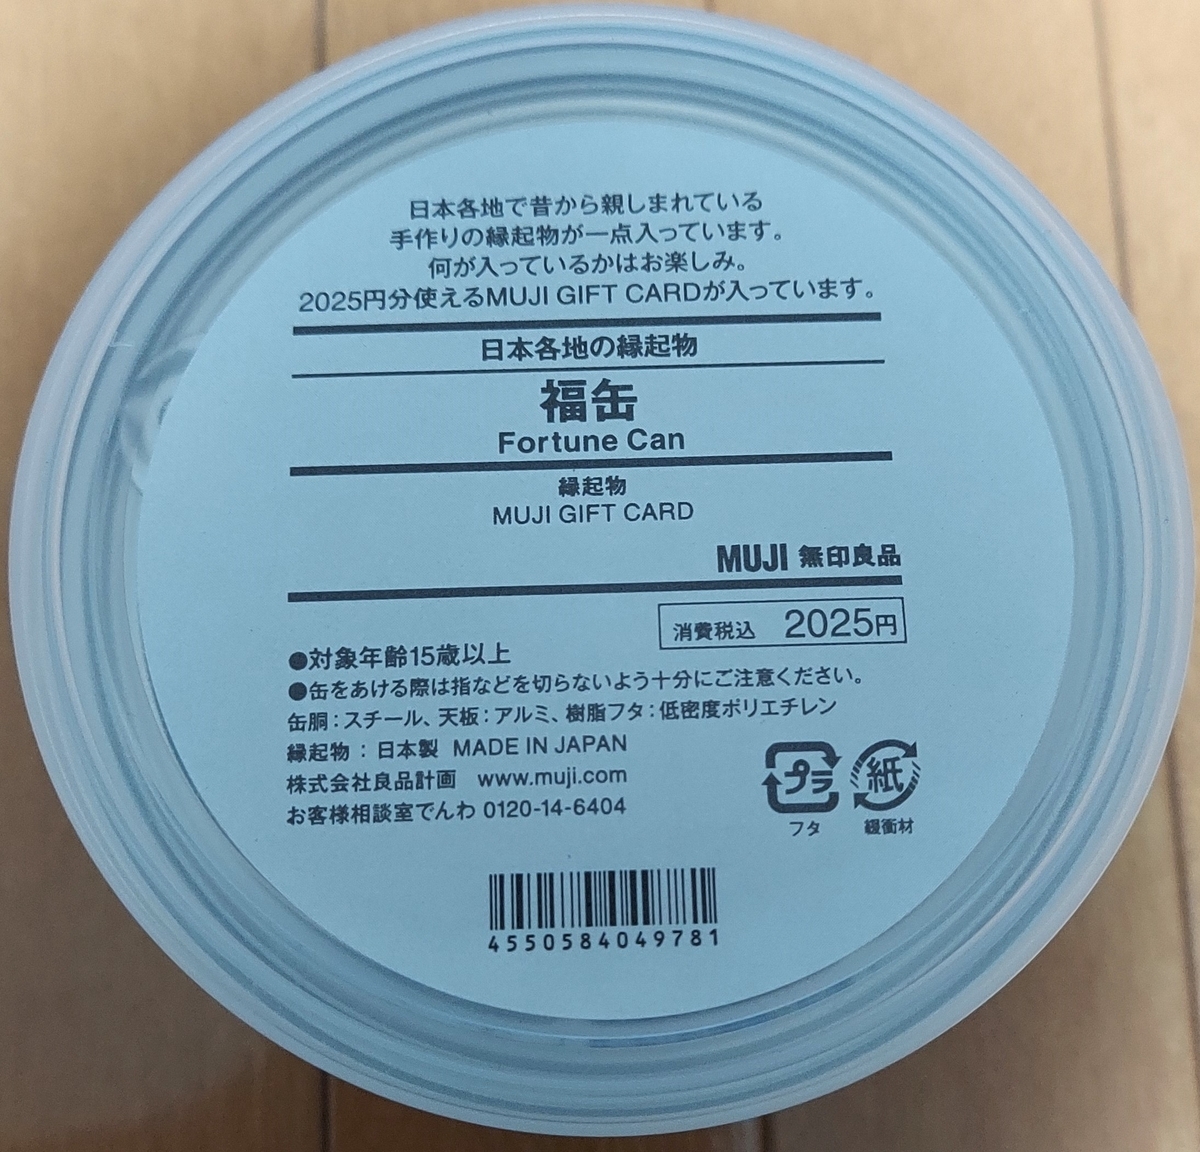 日本各地で昔から親しまれている
手作りの縁起物が一点入っています。
何が入っているかはお楽しみ。
2025円分使えるMUJI GIFT CARDが入っています。
日本各地の縁起物
福缶
Fortune Can
縁起物
MUJI GIFT CARD
MUJI 無印良品
消費税込 2025円
●対象年齢15歳以上
●缶をあける際は指などを切らないよう十分にご注意ください。
缶胴：スチール、天板：アルミ、樹脂フタ：低密度ポリエチレン
縁起物：日本製 MADE IN JAPAN
株式会社良品計画 www.muji.com
お客様相談室でんわ 0120-14-6404
プラ 紙
フタ 緩衝材
4550584049781